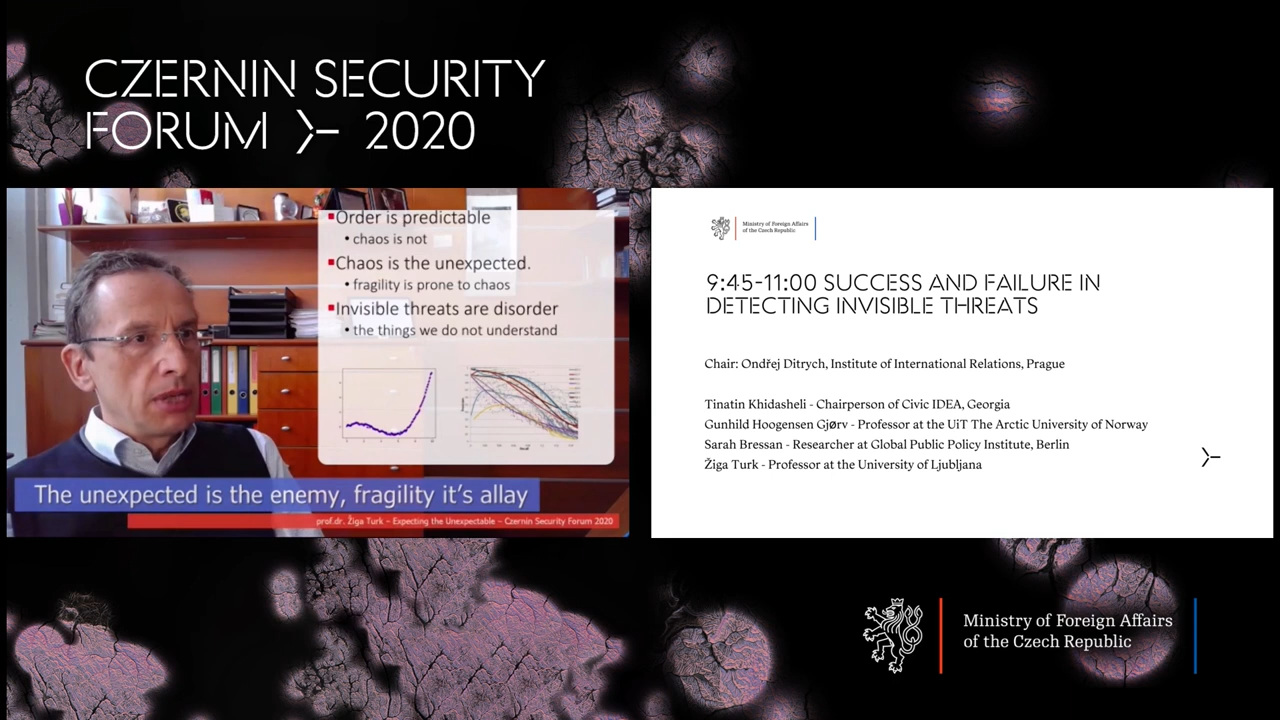 CZERNIN SECURITY
FORUM >- 2020
Order is predictable
• chaos is not
Chaos is the unexpected.
• fragility is prone to chaos
Invisible threats are disorder
• the things we do not understand
The unexpected is the enemy, fragility it's allay
prof.dr. Žiga Turk – Expecting the Unexpectable – Czernin Security Forum 2020
Ministry of Foreign Affairs
of the Czech Republic
9:45-11:00 SUCCESS AND FAILURE IN
DETECTING INVISIBLE THREATS
Chair: Ondřej Ditrych, Institute of International Relations, Prague
Tinatin Khidasheli - Chairperson of Civic IDEA, Georgia
Gunhild Hoogensen Gjørv - Professor at the UiT The Arctic University of Norway
Sarah Bressan - Researcher at Global Public Policy Institute, Berlin
Žiga Turk - Professor at the University of Ljubljana
Ministry of Foreign Affairs
of the Czech Republic